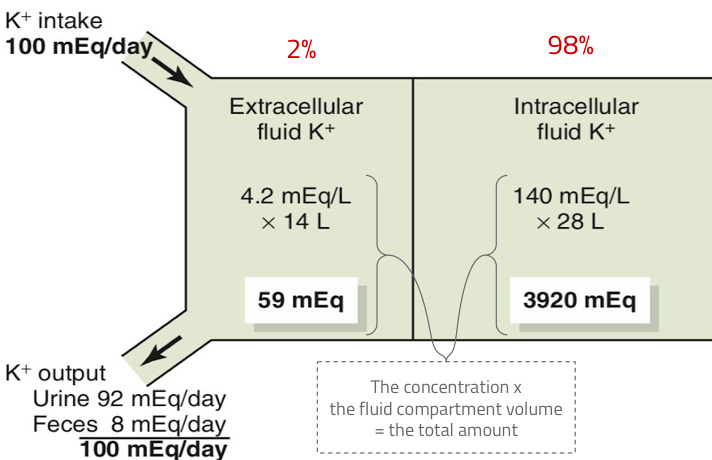 K⁺ intake
100 mEq/day
2%
98%
Extracellular
fluid K⁺
4.2 mEq/L
× 14 L
59 mEq
Intracellular
fluid K⁺
140 mEq/L
× 28 L
3920 mEq
K⁺ output
Urine 92 mEq/day
Feces 8 mEq/day
100 mEq/day
The concentration x
the fluid compartment volume
= the total amount